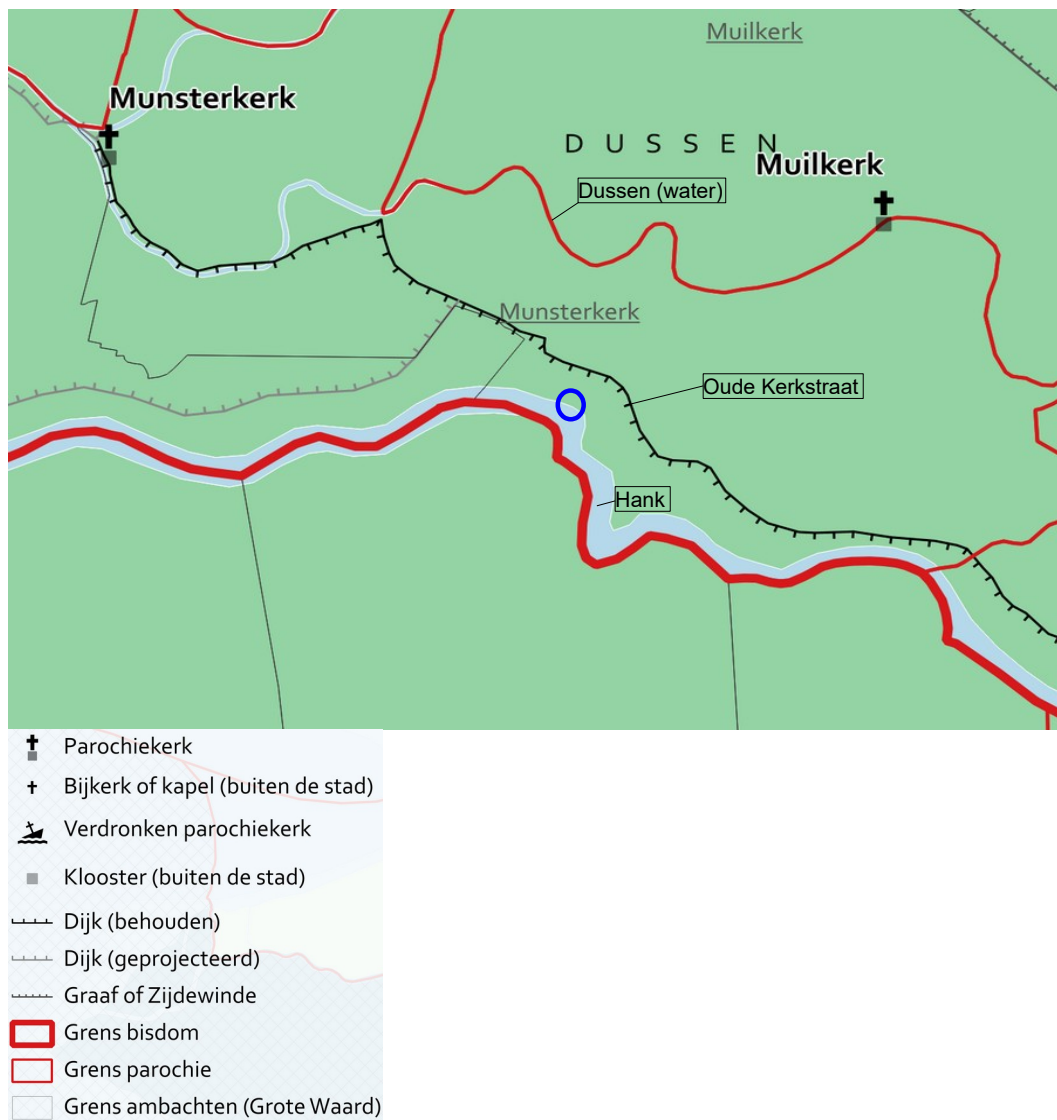 Muilkerk
Munsterkerk
DUSSEN
Muilkerk
Dussen (water)
Munsterkerk
Oude Kerkstraat
Hank
Parochiekerk
Bijkerk of kapel (buiten de stad)
Verdronken parochiekerk
Klooster (buiten de stad)
Dijk (behouden)
Dijk (geprojecteerd)
Graaf of Zijdewinde
Grens bisdom
Grens parochie
Grens ambachten (Grote Waard)